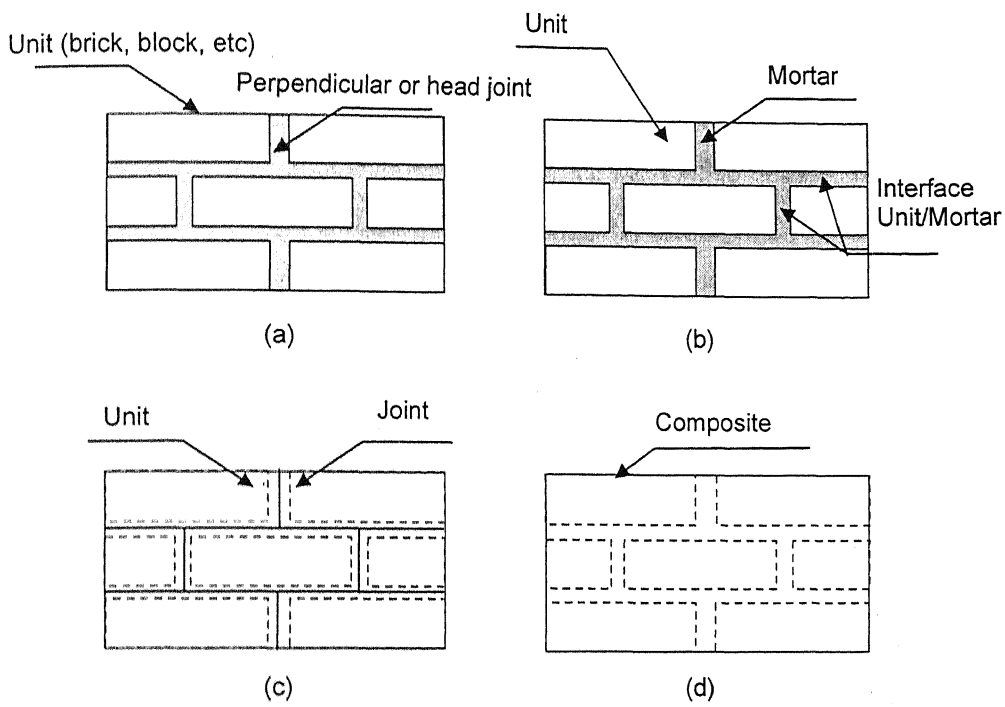 Unit (brick, block, etc)
Perpendicular or head joint
(a)
Unit
Mortar
Interface
Unit/Mortar
(b)
Unit
Joint
(c)
Composite
(d)